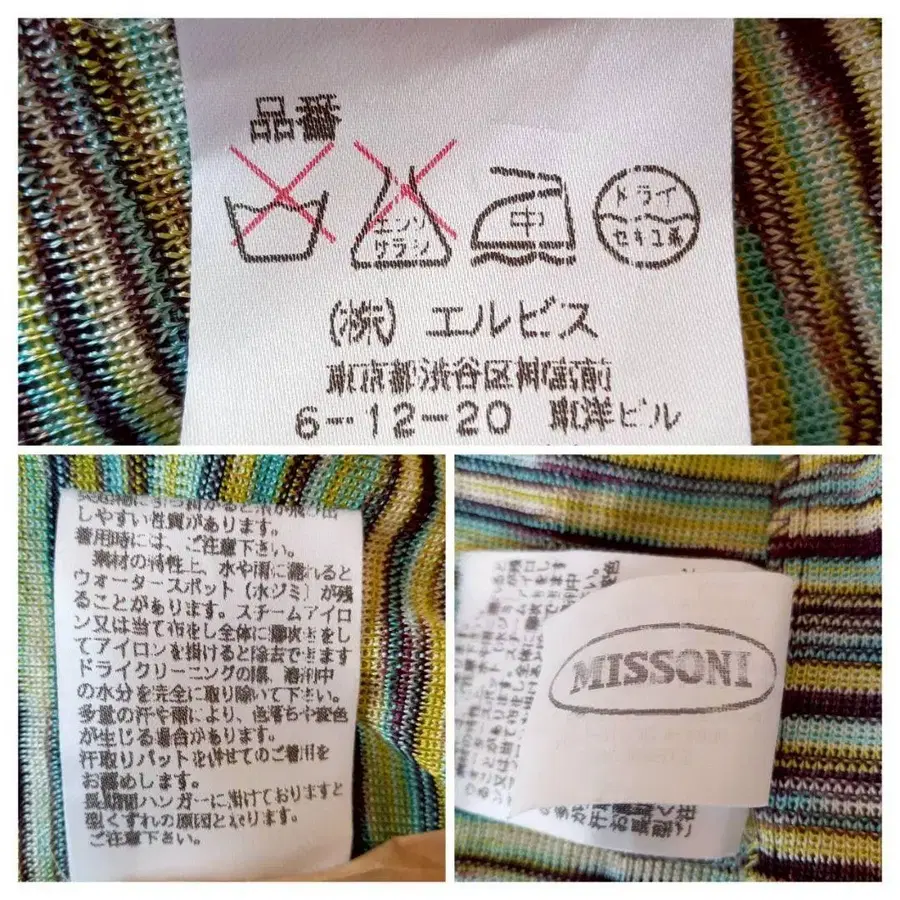 品番
エンソ
サラシ
中
ドライ
セキユ系
(株) エルビス
東京都渋谷区神宮前
6-12-20 東洋ビル
しやすい性質があります。
着用時には、ご注意下さい。
素材の特性上、水や雨に濡れると
ウォータースポット(水ジミ)が残
ることがあります。スチームアイロ
ン又は当て布をし全体に霧吹きをし
てアイロンを掛けると除去できます
ドライクリーニングの際、溶剤中
の水分を完全に取り除いて下さい。
多量の汗や雨により、色落ちや変色
が生じる場合があります。
汗取りパットを併せてのご着用を
お薦めします。
長期間ハンガーに掛けておりますと
型くずれの原因となります。
ご注意下さい。
MISSONI